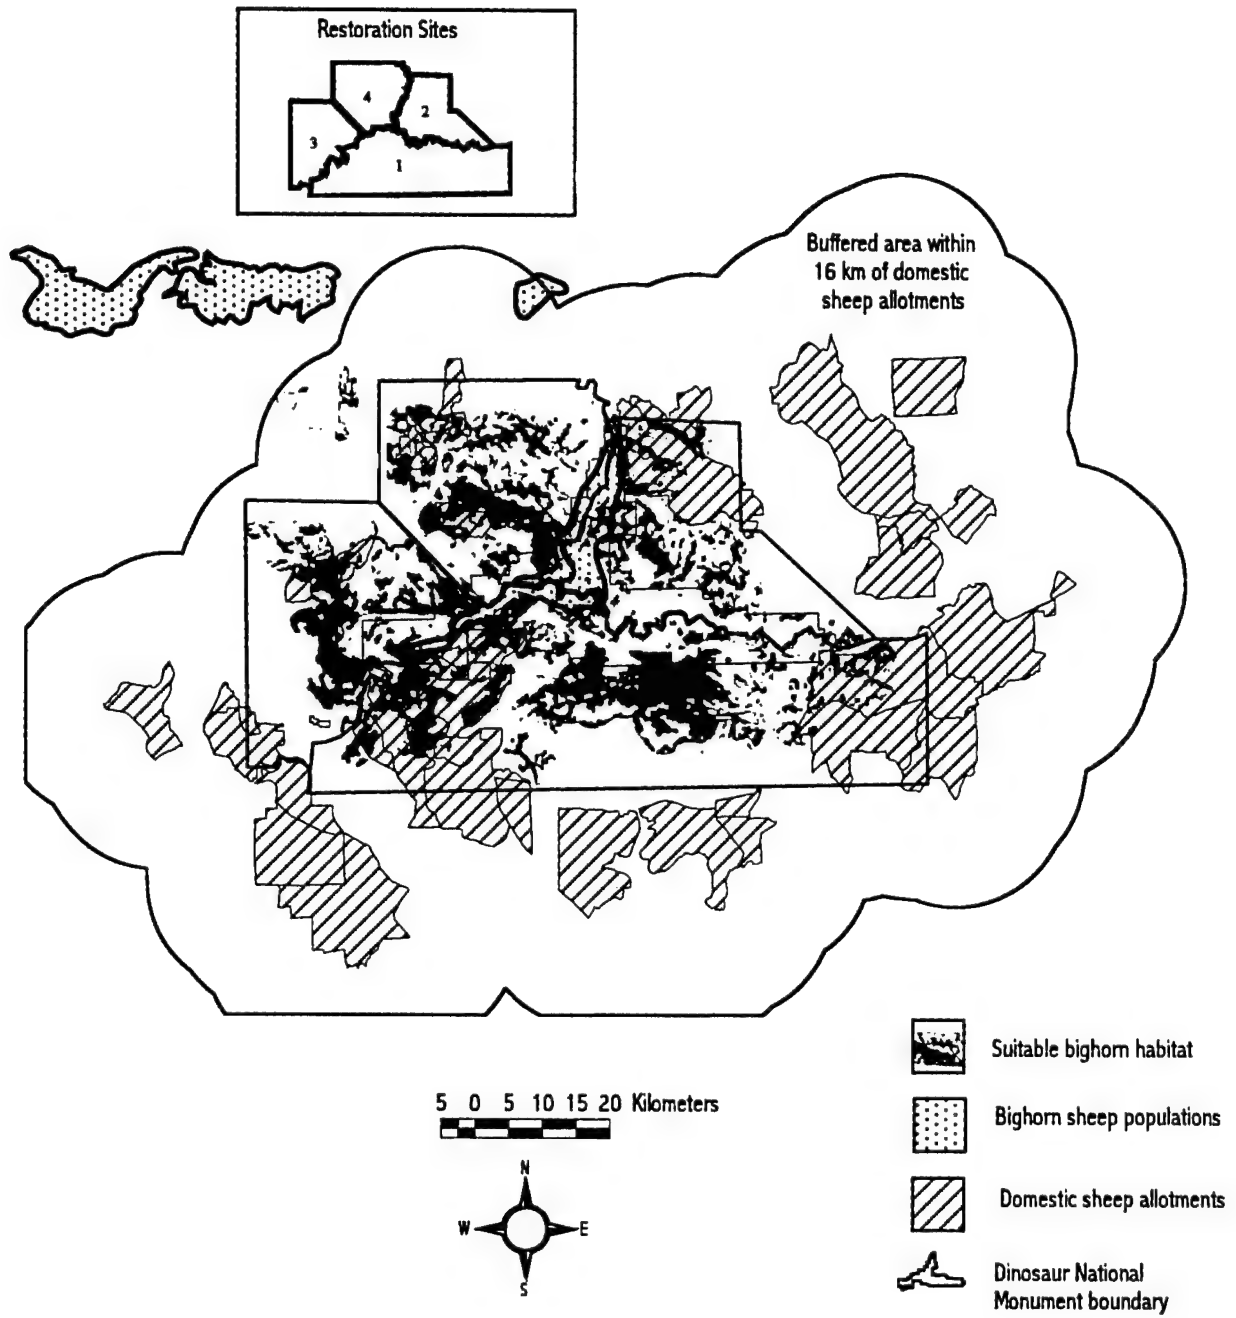 Restoration Sites
4
2
3
1
Buffered area within
16 km of domestic
sheep allotments
Suitable bighorn habitat
Bighorn sheep populations
Domestic sheep allotments
Dinosaur National
Monument boundary
5 0 5 10 15 20 Kilometers
N
W E
S